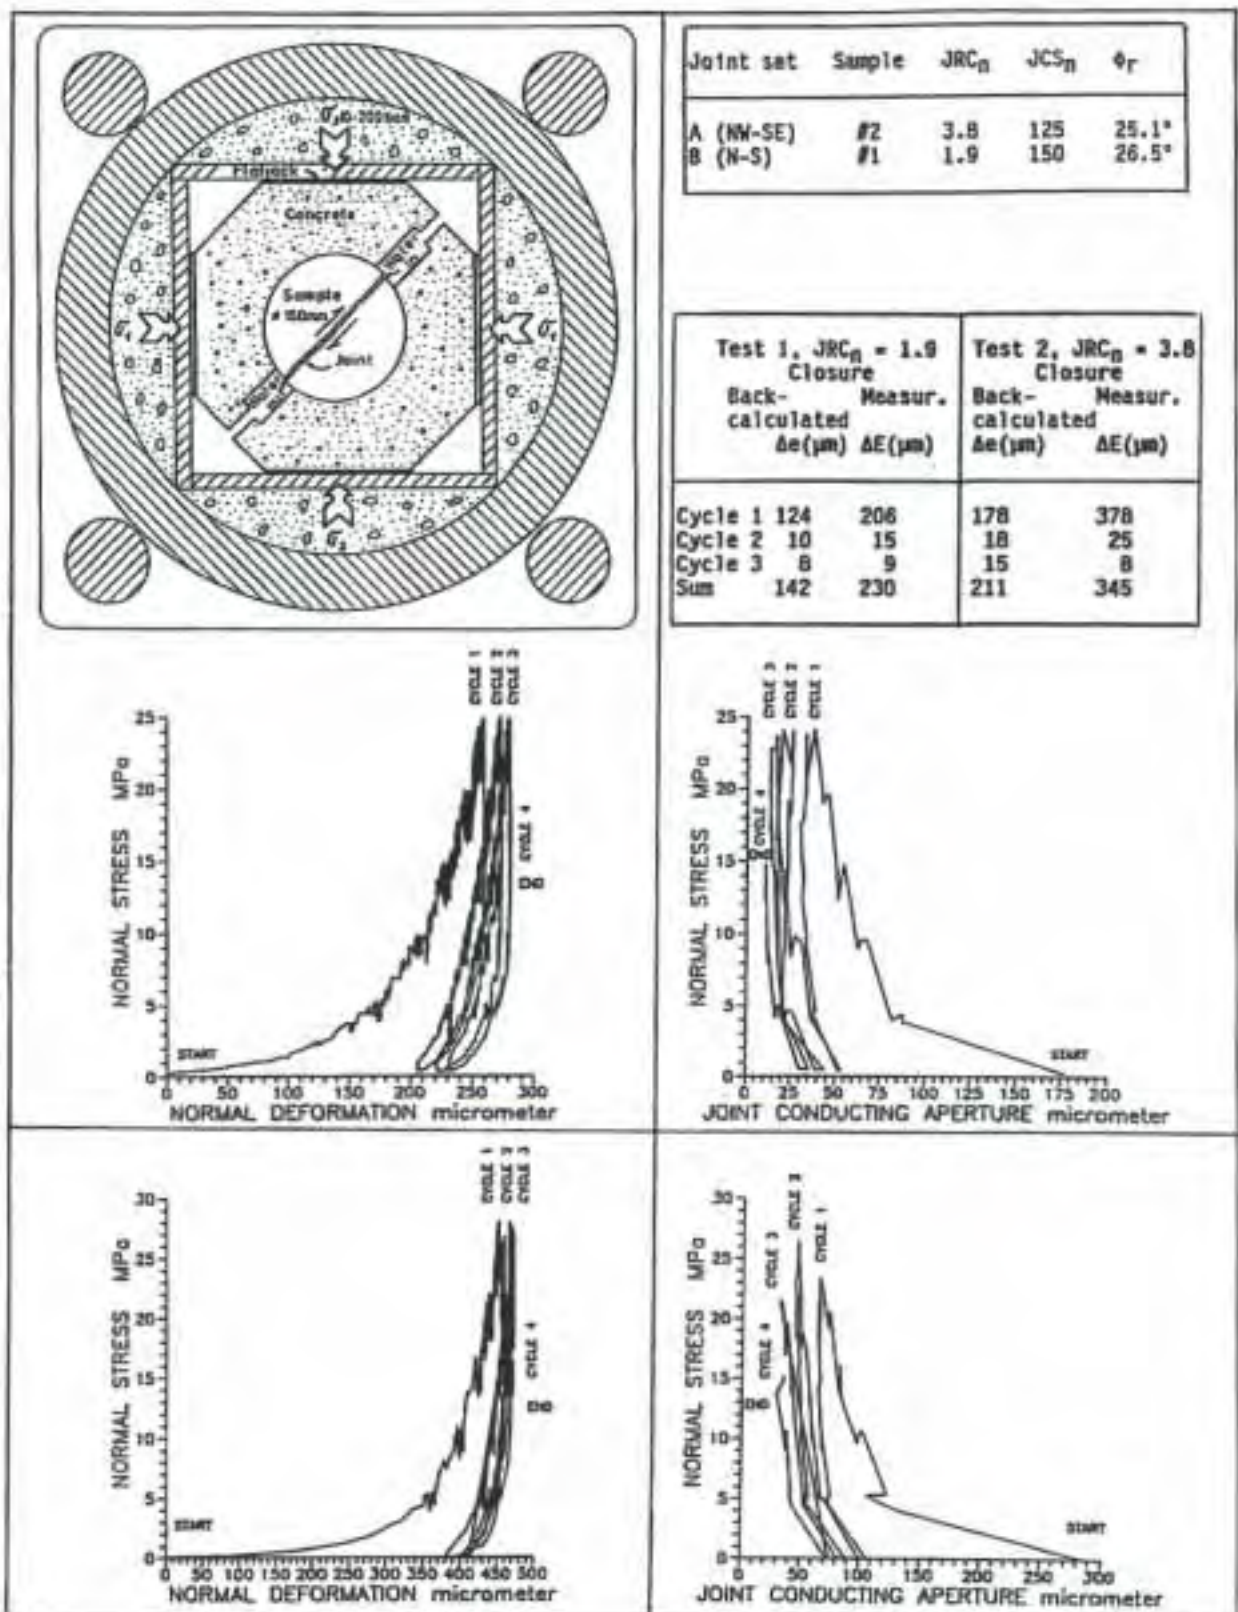 σ₁ 0-200 bar
Flatjack
Concrete
Sample
ø 150mm
Joint
σ₁
σ₁
σ₁
Joint set Sample JRCn JCSn Φr
A (NW-SE) #2 3.8 125 25.1°
B (N-S) #1 1.9 150 26.5°
Test 1, JRCn = 1.9 Test 2, JRCn = 3.8
Closure Closure
Back- Measur. Back- Measur.
calculated calculated
Δe(μm) ΔE(μm) Δe(μm) ΔE(μm)
Cycle 1 124 206 178 378
Cycle 2 10 15 18 25
Cycle 3 8 9 15 8
Sum 142 230 211 345
CYCLE 1
CYCLE 2
CYCLE 3
CYCLE 4
END
START
NORMAL STRESS MPa
25
20
15
10
5
0
0 50 100 150 200 250 300
NORMAL DEFORMATION micrometer
CYCLE 3
CYCLE 2
CYCLE 1
CYCLE 4
END
START
NORMAL STRESS MPa
25
20
15
10
5
0
0 25 50 75 100 125 150 175 200
JOINT CONDUCTING APERTURE micrometer
CYCLE 1
CYCLE 2
CYCLE 3
CYCLE 4
END
START
NORMAL STRESS MPa
30
25
20
15
10
5
0
0 50 100 150 200 250 300 350 400 450 500
NORMAL DEFORMATION micrometer
CYCLE 2
CYCLE 3
CYCLE 1
CYCLE 4
END
START
NORMAL STRESS MPa
30
25
20
15
10
5
0
0 50 100 150 200 250 300
JOINT CONDUCTING APERTURE micrometer